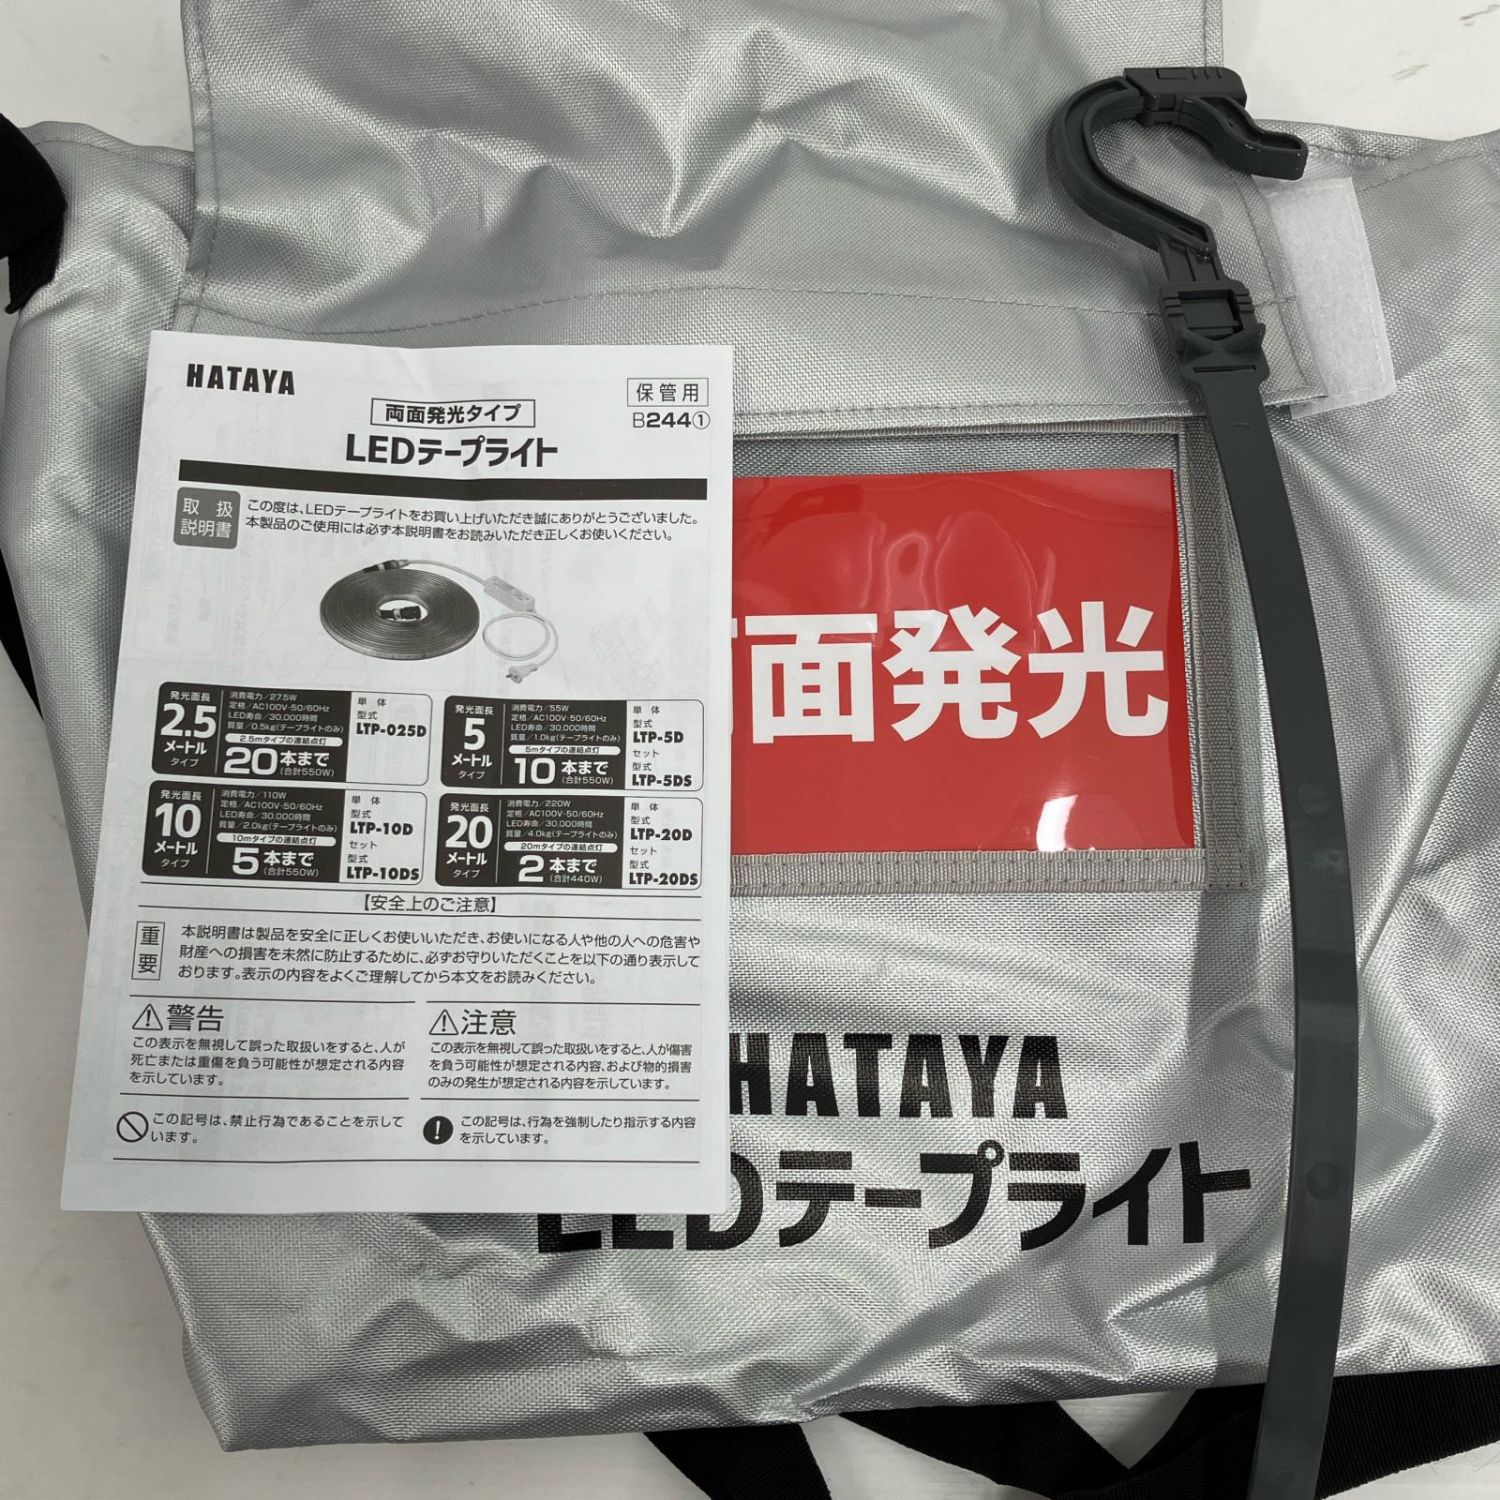 HATAYA
保管用
B244①
両面発光タイプ
LEDテープライト
取扱
説明書
この度は、LEDテープライトをお買い上げいただき誠にありがとうございました。
本製品のご使用には必ず本説明書をお読みいただき正しくお使いください。
発光面長
2.5
メートル
タイプ
消費電力/27.5W
定格/AC100V・50/60Hz
LED寿命/30,000時間
質量/0.5kg(テープライトのみ)
2.5mタイプの連結点灯
20本まで
(合計550W)
単体
型式
LTP-025D
発光面長
5
メートル
タイプ
消費電力/55W
定格/AC100V・50/60Hz
LED寿命/30,000時間
質量/1.0kg(テープライトのみ)
5mタイプの連結点灯
10本まで
(合計550W)
単体
型式
LTP-5D
セット
型式
LTP-5DS
発光面長
10
メートル
タイプ
消費電力/110W
定格/AC100V・50/60Hz
LED寿命/30,000時間
質量/2.0kg(テープライトのみ)
10mタイプの連結点灯
5本まで
(合計550W)
単体
型式
LTP-10D
セット
型式
LTP-10DS
発光面長
20
メートル
タイプ
消費電力/220W
定格/AC100V・50/60Hz
LED寿命/30,000時間
質量/4.0kg(テープライトのみ)
20mタイプの連結点灯
2本まで
(合計440W)
単体
型式
LTP-20D
セット
型式
LTP-20DS
【安全上のご注意】
重要
本説明書は製品を安全に正しくお使いいただき、お使いになる人や他の人への危害や
財産への損害を未然に防止するために、必ずお守りいただくことを以下の通り表示して
おります。表示の内容をよくご理解してから本文をお読みください。
⚠警告
この表示を無視して誤った取扱いをすると、人が
死亡または重傷を負う可能性が想定される内容
を示しています。
⚠注意
この表示を無視して誤った取扱いをすると、人が傷害
を負う可能性が想定される内容、および物的損害
のみの発生が想定される内容を示しています。
この記号は、禁止行為であることを示して
います。
この記号は、行為を強制したり指示する内容
を示しています。
面発光
HATAYA
LEDテープライト